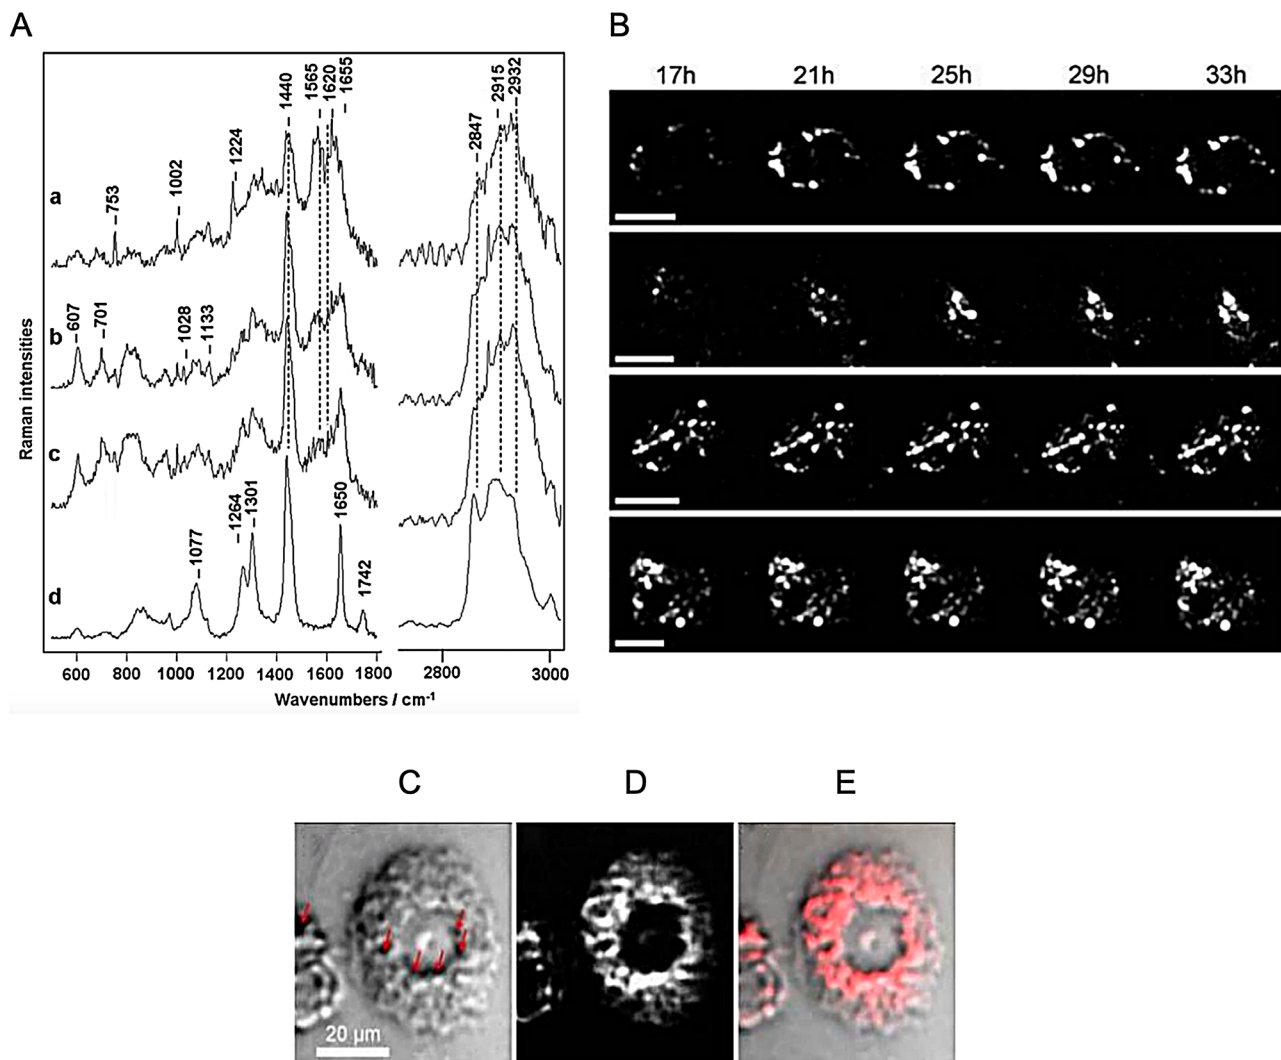 A
B
17h 21h 25h 29h 33h
Raman intensities
a
753
1002
1224
1440
1565
1620
1655
2847
2915
2932
b
607
701
1028
1133
c
d
1077
1264
1301
1650
1742
600 800 1000 1200 1400 1600 1800 2800 3000
Wavenumbers / cm-1
C D E
20 µm